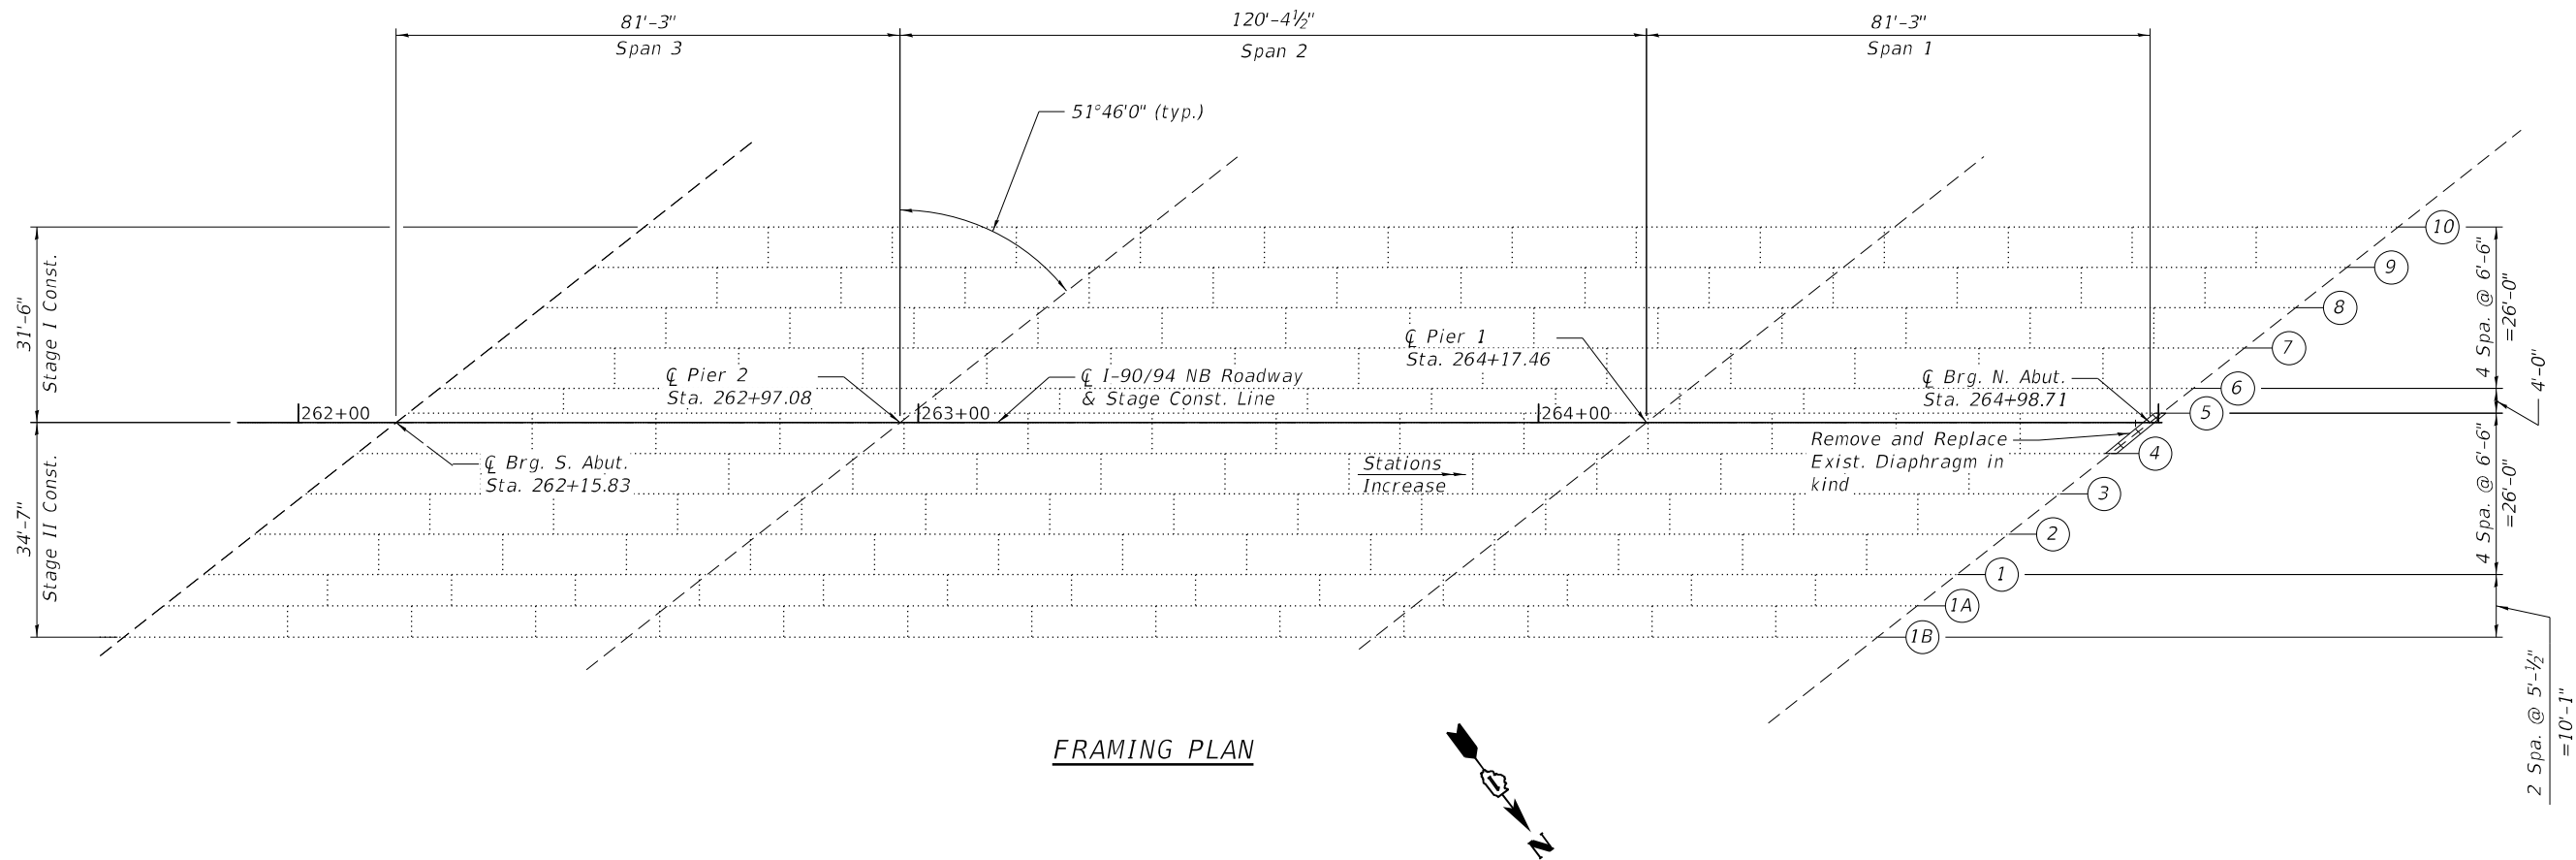 81'-3"
Span 3
120'-4½"
Span 2
81'-3"
Span 1
51°46'0" (typ.)
31'-6"
Stage I Const.
34'-7"
Stage II Const.
℄ Pier 2
Sta. 262+97.08
℄ I-90/94 NB Roadway
& Stage Const. Line
℄ Pier 1
Sta. 264+17.46
℄ Brg. N. Abut.
Sta. 264+98.71
262+00
263+00
264+00
℄ Brg. S. Abut.
Sta. 262+15.83
Stations
Increase
Remove and Replace
Exist. Diaphragm in
kind
10
9
8
7
6
5
4
3
2
1
1A
1B
4 Spa. @ 6'-6"
=26'-0"
4'-0"
4 Spa. @ 6'-6"
=26'-0"
2 Spa. @ 5'-½"
=10'-1"
FRAMING PLAN
N